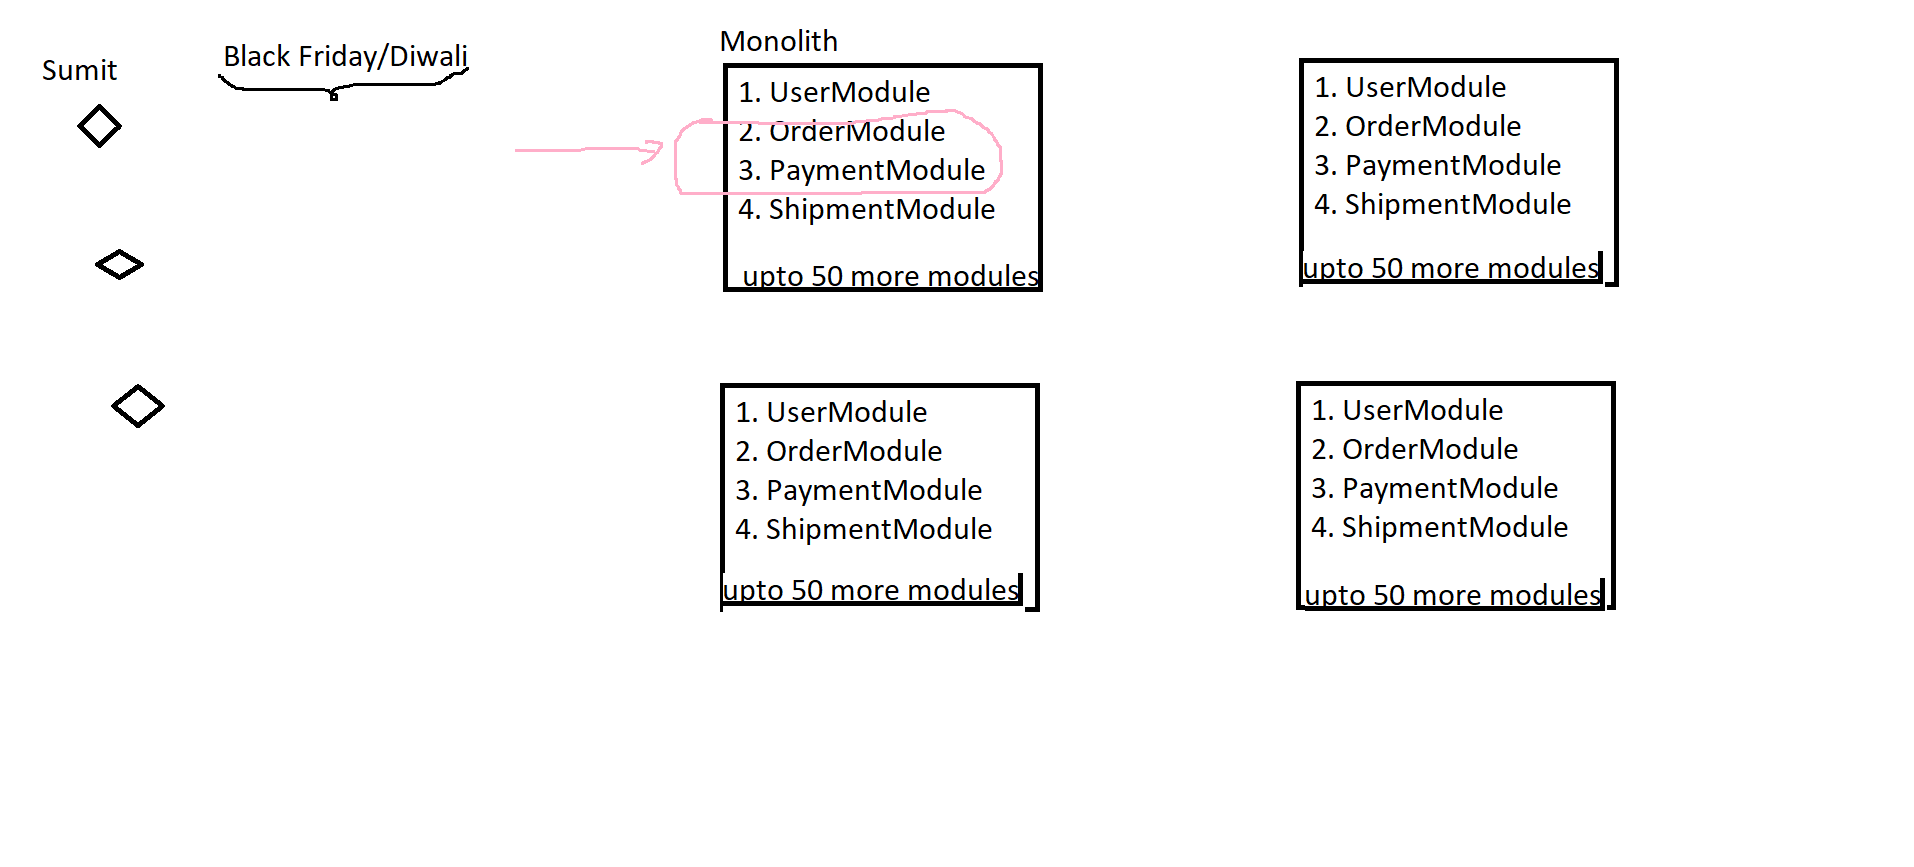 Sumit
Black Friday/Diwali
Monolith
1. UserModule
2. OrderModule
3. PaymentModule
4. ShipmentModule
upto 50 more modules
1. UserModule
2. OrderModule
3. PaymentModule
4. ShipmentModule
upto 50 more modules
1. UserModule
2. OrderModule
3. PaymentModule
4. ShipmentModule
upto 50 more modules
1. UserModule
2. OrderModule
3. PaymentModule
4. ShipmentModule
upto 50 more modules